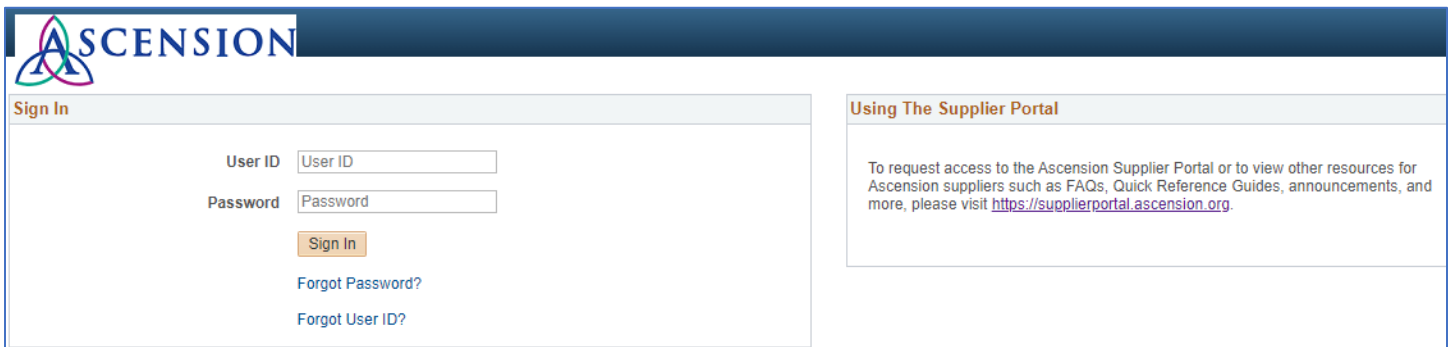 ASCENSION
Sign In
User ID User ID
Password Password
Sign In
Forgot Password?
Forgot User ID?
Using The Supplier Portal
To request access to the Ascension Supplier Portal or to view other resources for
Ascension suppliers such as FAQs, Quick Reference Guides, announcements, and
more, please visit https://supplierportal.ascension.org.